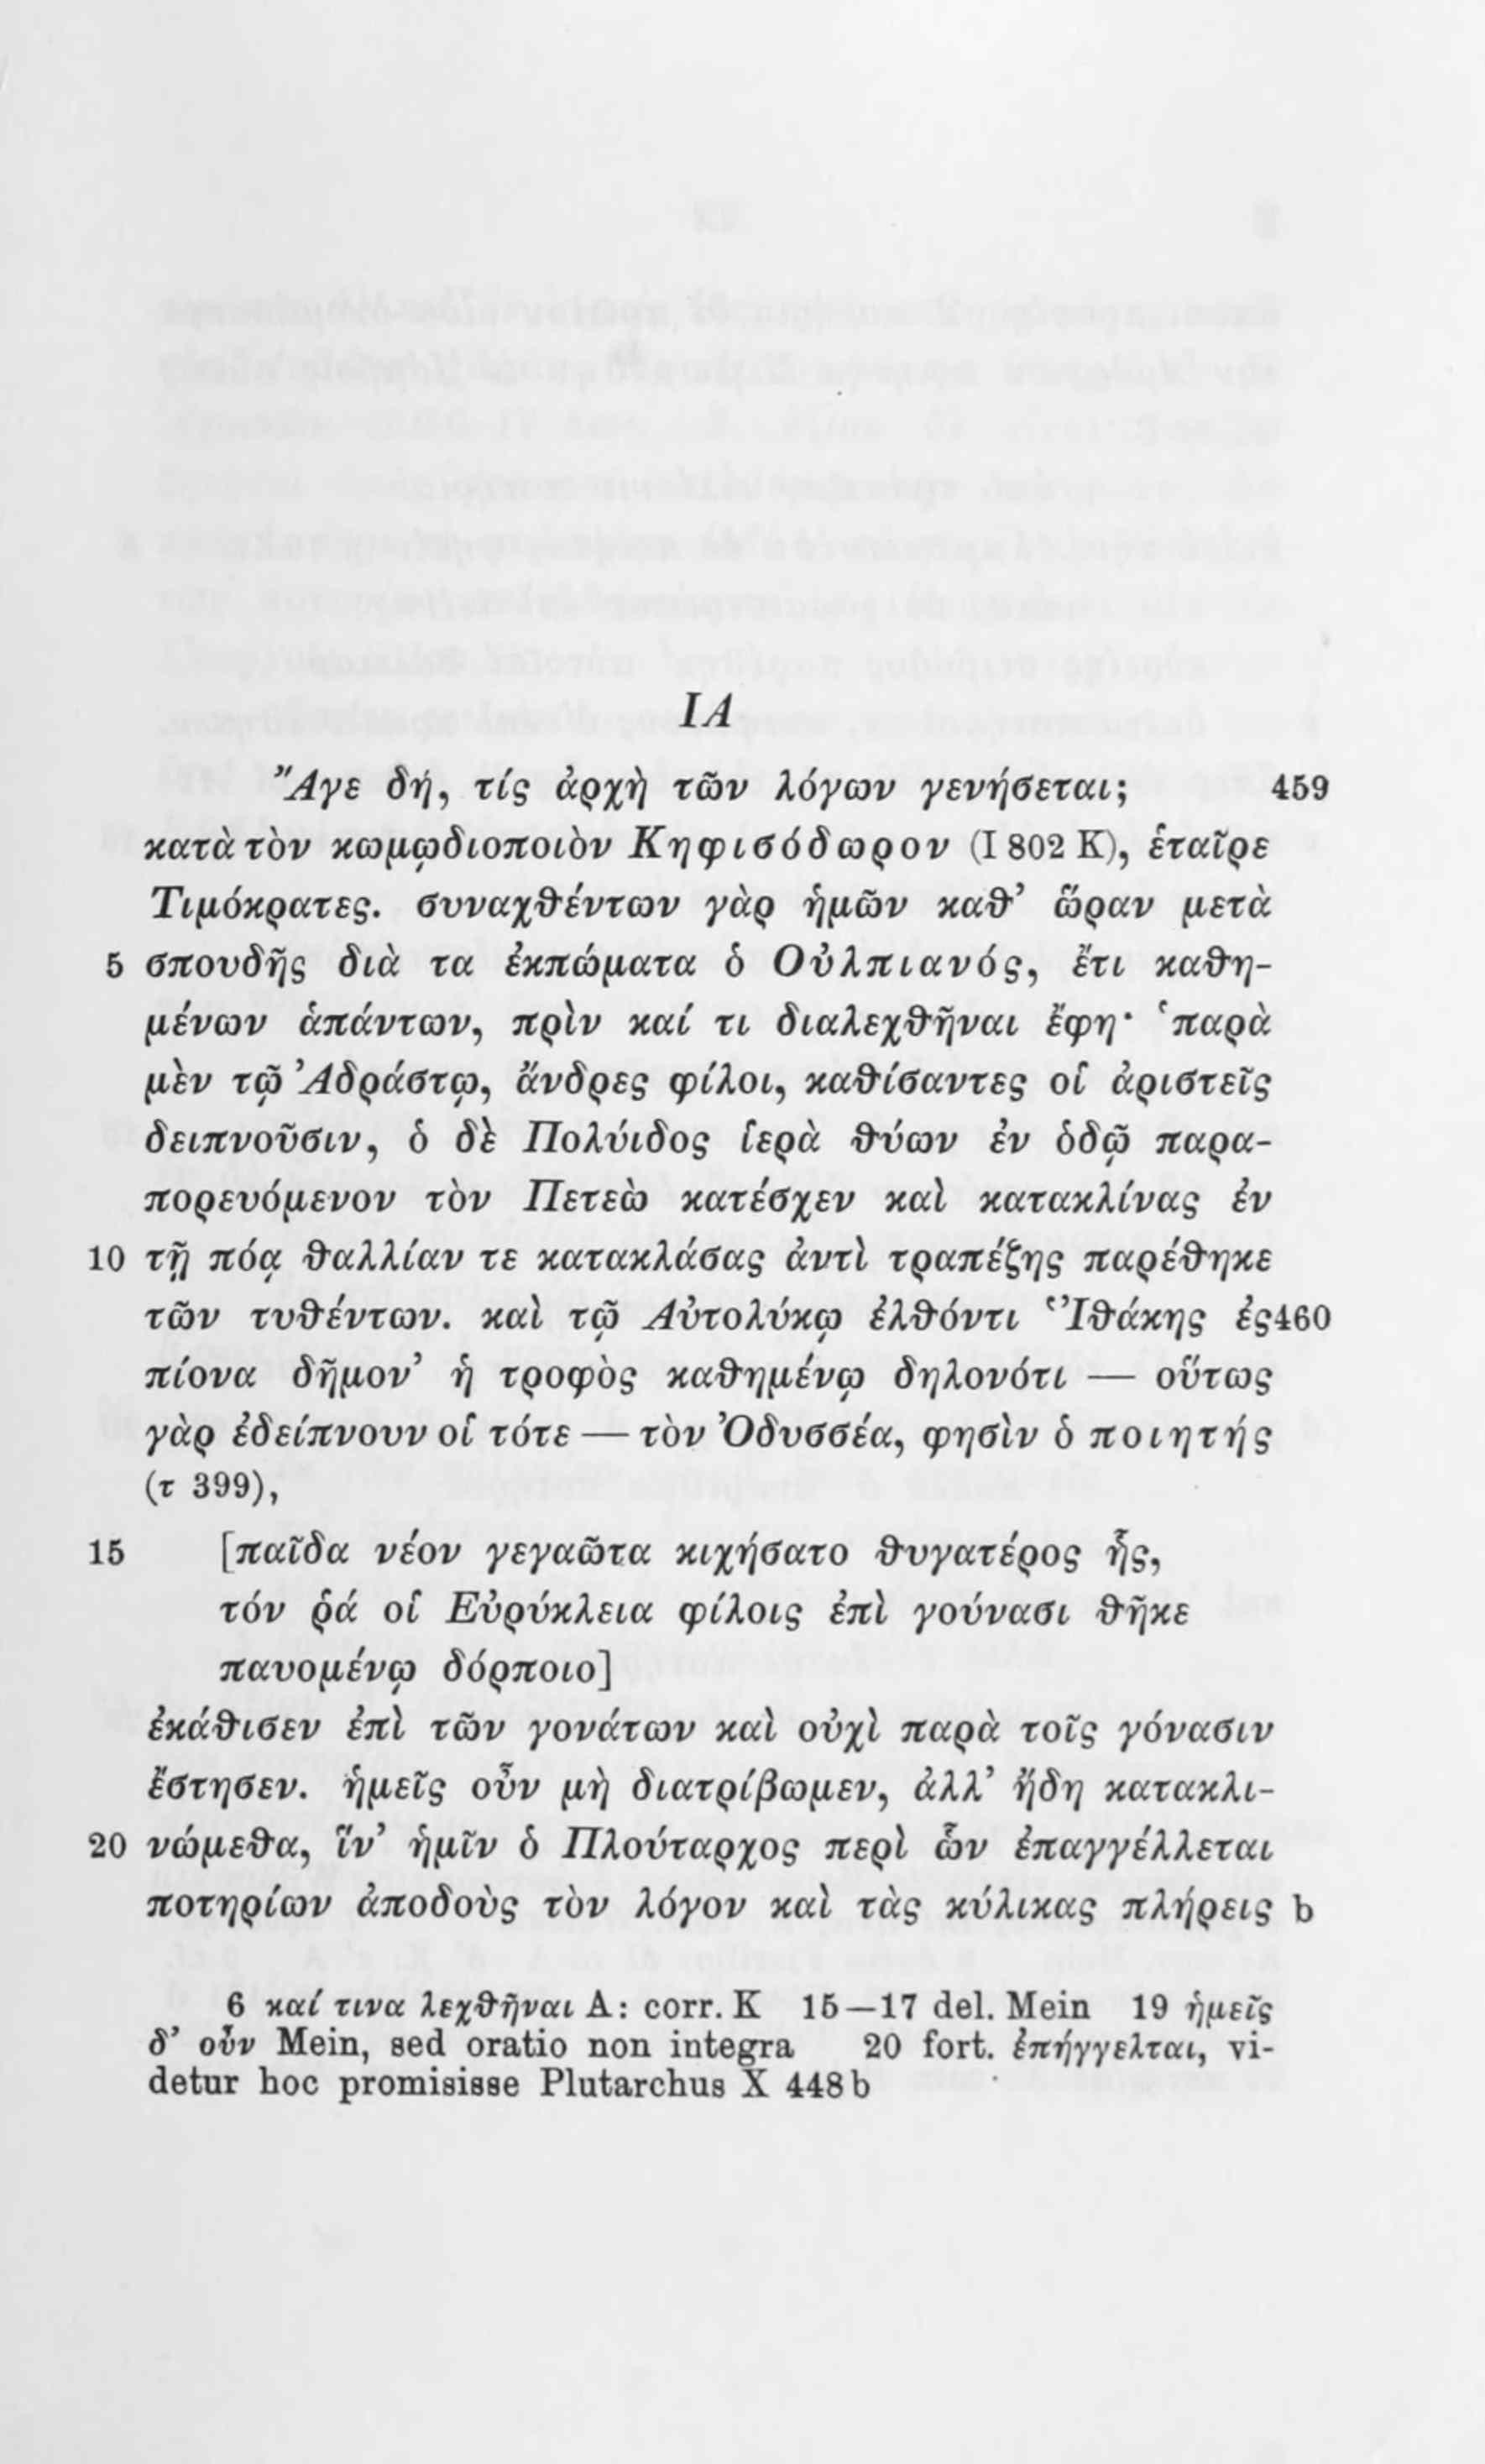 ΙΑ
Ἄγε δή, τίς ἀρχὴ τῶν λόγων γενήσεται; 459
κατὰ τὸν κωμῳδιοποιὸν Κηφισόδωρον (I 802 K), ἑταῖρε
Τιμόκρατες. συναχθέντων γὰρ ἡμῶν καθ’ ὥραν μετὰ
5 σπουδῆς διὰ τα ἐκπώματα ὁ Οὐλπιανός, ἔτι καθη-
μένων ἁπάντων, πρὶν καί τι διαλεχθῆναι ἔφη· ‘παρὰ
μὲν τῷ Ἀδράστῳ, ἄνδρες φίλοι, καθίσαντες οἱ ἀριστεῖς
δειπνοῦσιν, ὁ δὲ Πολύιδος ἱερὰ θύων ἐν ὁδῷ παρα-
πορευόμενον τὸν Πετεὼ κατέσχεν καὶ κατακλίνας ἐν
10 τῇ πόᾳ θαλλίαν τε κατακλάσας ἀντὶ τραπέζης παρέθηκε
τῶν τυθέντων. καὶ τῷ Αὐτολύκῳ ἐλθόντι ‘Ἰθάκης ἐς 460
πίονα δῆμον’ ἡ τροφὸς καθημένῳ δηλονότι — οὕτως
γὰρ ἐδείπνουν οἱ τότε — τὸν Ὀδυσσέα, φησὶν ὁ ποιητής
(τ 399),
15 [παῖδα νέον γεγαῶτα κιχήσατο θυγατέρος ἧς,
τόν ῥά οἱ Εὐρύκλεια φίλοις ἐπὶ γούνασι θῆκε
παυομένῳ δόρποιο]
ἐκάθισεν ἐπὶ τῶν γονάτων καὶ οὐχὶ παρὰ τοῖς γόνασιν
ἔστησεν. ἡμεῖς οὖν μὴ διατρίβωμεν, ἀλλ’ ἤδη κατακλι-
20 νώμεθα, ἵν’ ἡμῖν ὁ Πλούταρχος περὶ ὧν ἐπαγγέλλεται
ποτηρίων ἀποδοὺς τὸν λόγον καὶ τὰς κύλικας πλήρεις b
6 καί τινα λεχθῆναι A: corr. K 15—17 del. Mein 19 ἡμεῖς
δ’ οὖν Mein, sed oratio non integra 20 fort. ἐπήγγελται, vi-
detur hoc promisisse Plutarchus X 448 b